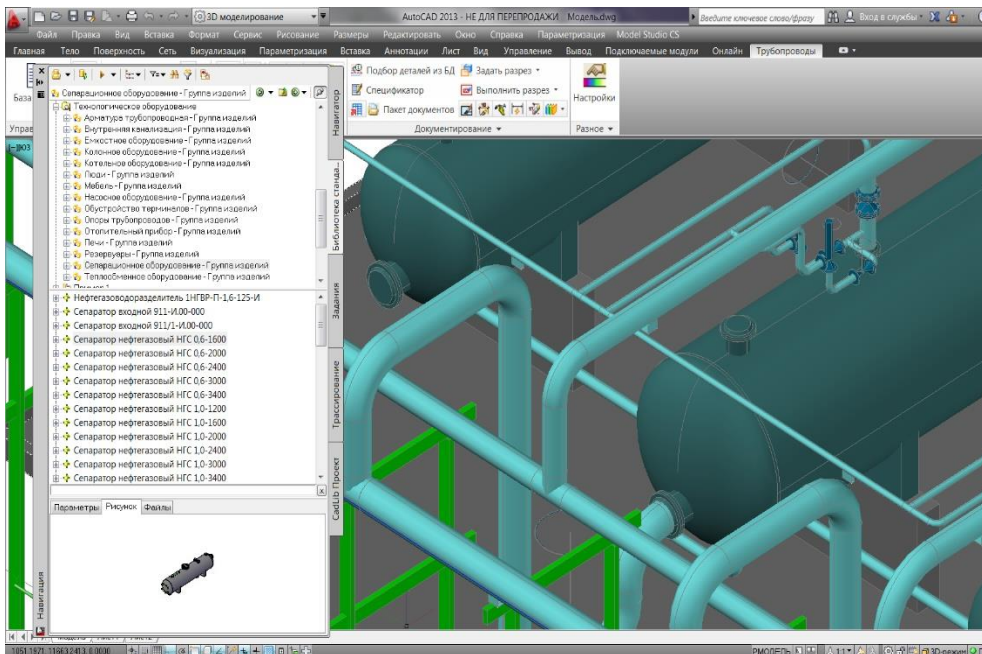 3D моделирование
AutoCAD 2013 - НЕ ДЛЯ ПЕРЕПРОДАЖИ Модель.dwg
Введите ключевое слово/фразу
Вход в службы
Файл Правка Вид Вставка Формат Сервис Рисование Размеры Редактировать Окно Справка Параметризация Model Studio CS
Главная Тело Поверхность Сеть Визуализация Параметризация Вставка Аннотации Лист Вид Управление Вывод Подключаемые модули Онлайн Трубопроводы
База
Подбор деталей из БД Задать разрез
Спецификатор Выполнить разрез
Пакет документов
Настройки
Управ
Документирование
Разное
Сепарационное оборудование - Группа изделий
Технологическое оборудование
Арматура трубопроводная - Группа изделий
Внутренняя канализация - Группа изделий
Емкостное оборудование - Группа изделий
Колонное оборудование - Группа изделий
Котельное оборудование - Группа изделий
Люди - Группа изделий
Мебель - Группа изделий
Насосное оборудование - Группа изделий
Обустройство терминалов - Группа изделий
Опоры трубопроводов - Группа изделий
Отопительный прибор - Группа изделий
Печи - Группа изделий
Резервуары - Группа изделий
Сепарационное оборудование - Группа изделий
Теплообменное оборудование - Группа изделий
Нефтегазоводоразделитель 1НГВР-П-1,6-125-И
Сепаратор входной 911-И.00-000
Сепаратор входной 911/1-И.00-000
Сепаратор нефтегазовый НГС 0,6-1600
Сепаратор нефтегазовый НГС 0,6-2000
Сепаратор нефтегазовый НГС 0,6-2400
Сепаратор нефтегазовый НГС 0,6-3000
Сепаратор нефтегазовый НГС 0,6-3400
Сепаратор нефтегазовый НГС 1,0-1200
Сепаратор нефтегазовый НГС 1,0-1600
Сепаратор нефтегазовый НГС 1,0-2000
Сепаратор нефтегазовый НГС 1,0-2400
Сепаратор нефтегазовый НГС 1,0-3000
Сепаратор нефтегазовый НГС 1,0-3400
Параметры Рисунок Файлы
Навигатор
Библиотека станда...
Задания
Трассирование
CadLib Проект
Навигация
РМОДЕЛЬ
1:1
3D-режим